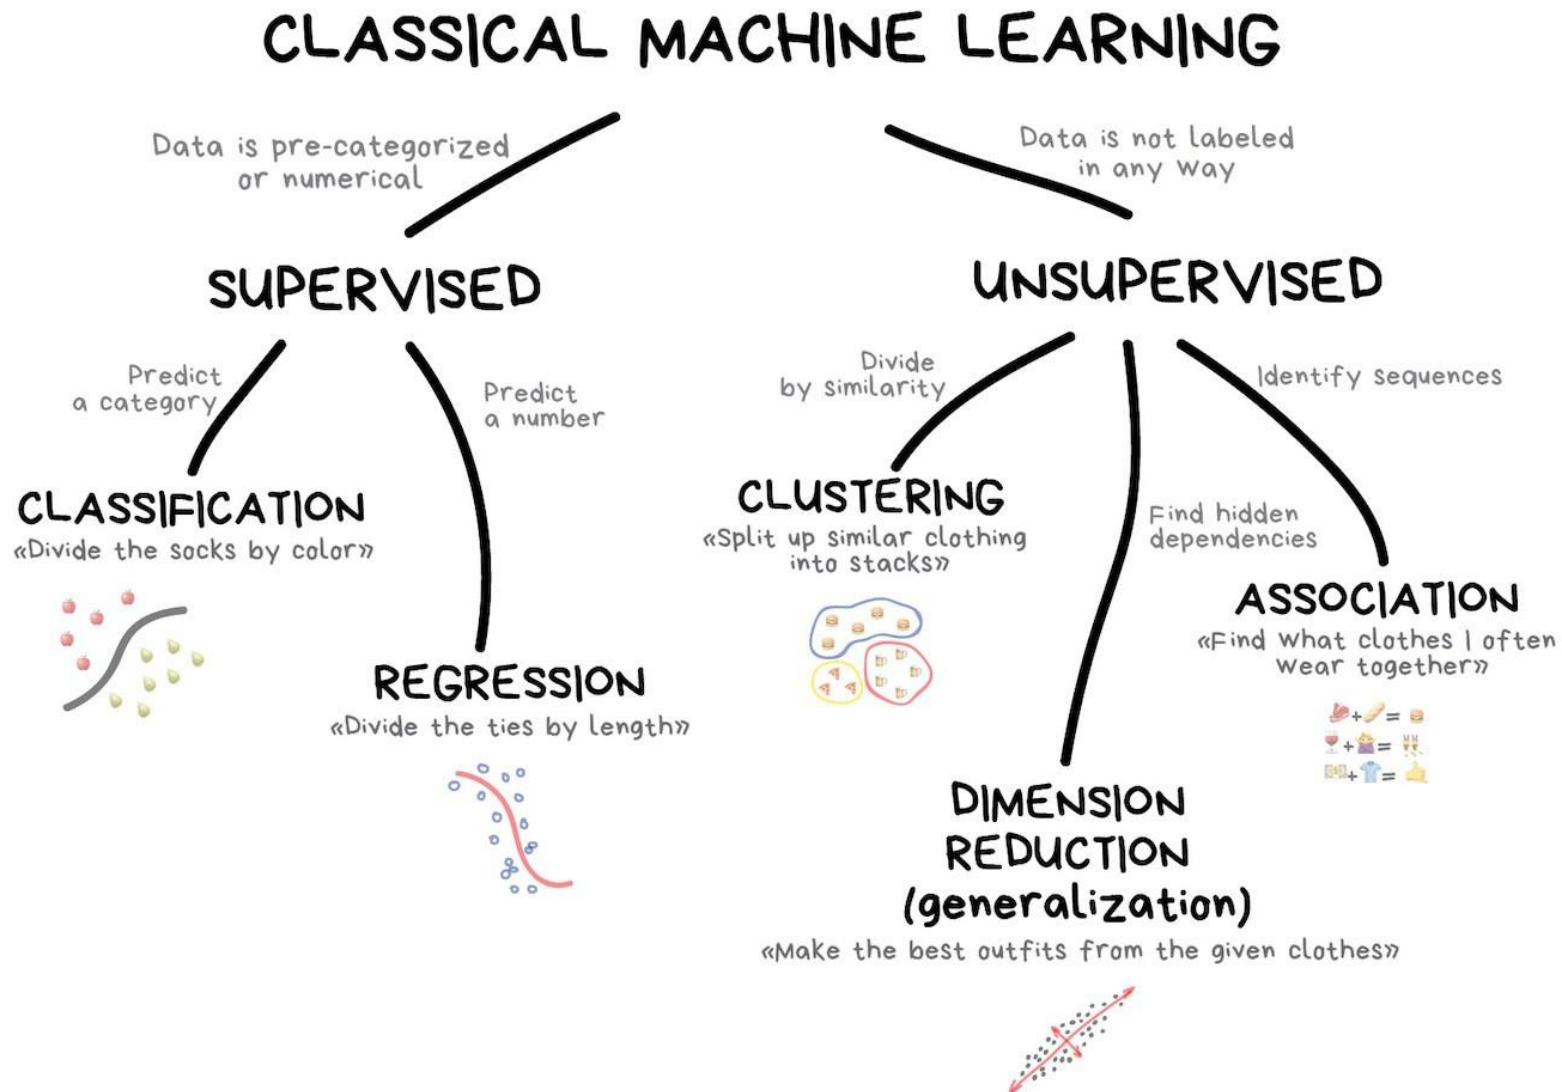 CLASSICAL MACHINE LEARNING
Data is pre-categorized
or numerical
Data is not labeled
in any way
SUPERVISED
UNSUPERVISED
Predict
a category
Predict
a number
Divide
by similarity
Identify sequences
CLASSIFICATION
«Divide the socks by color»
CLUSTERING
«Split up similar clothing
into stacks»
Find hidden
dependencies
ASSOCIATION
«Find what clothes I often
wear together»
REGRESSION
«Divide the ties by length»
+ =
+ =
+ =
DIMENSION
REDUCTION
(generalization)
«Make the best outfits from the given clothes»